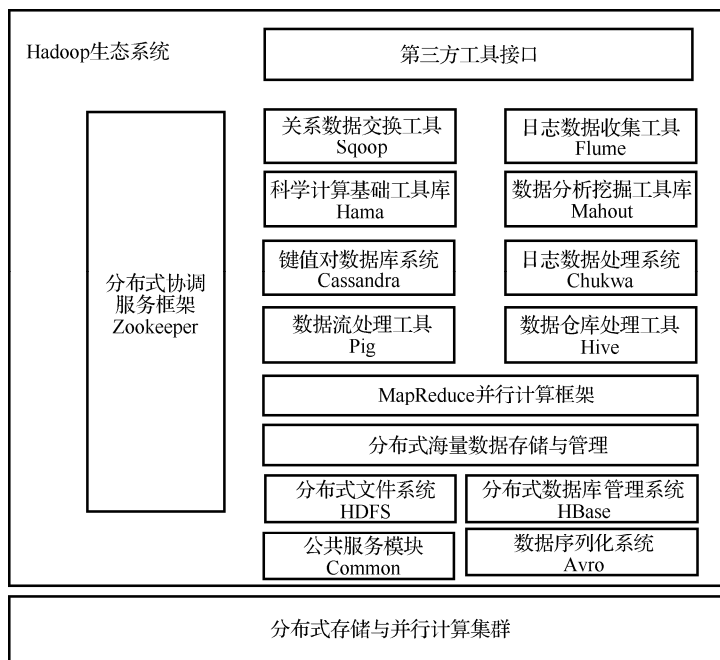 Hadoop生态系统
第三方工具接口
关系数据交换工具
Sqoop
日志数据收集工具
Flume
科学计算基础工具库
Hama
数据分析挖掘工具库
Mahout
键值对数据库系统
Cassandra
日志数据处理系统
Chukwa
分布式协调
服务框架
Zookeeper
数据流处理工具
Pig
数据仓库处理工具
Hive
MapReduce并行计算框架
分布式海量数据存储与管理
分布式文件系统
HDFS
分布式数据库管理系统
HBase
公共服务模块
Common
数据序列化系统
Avro
分布式存储与并行计算集群